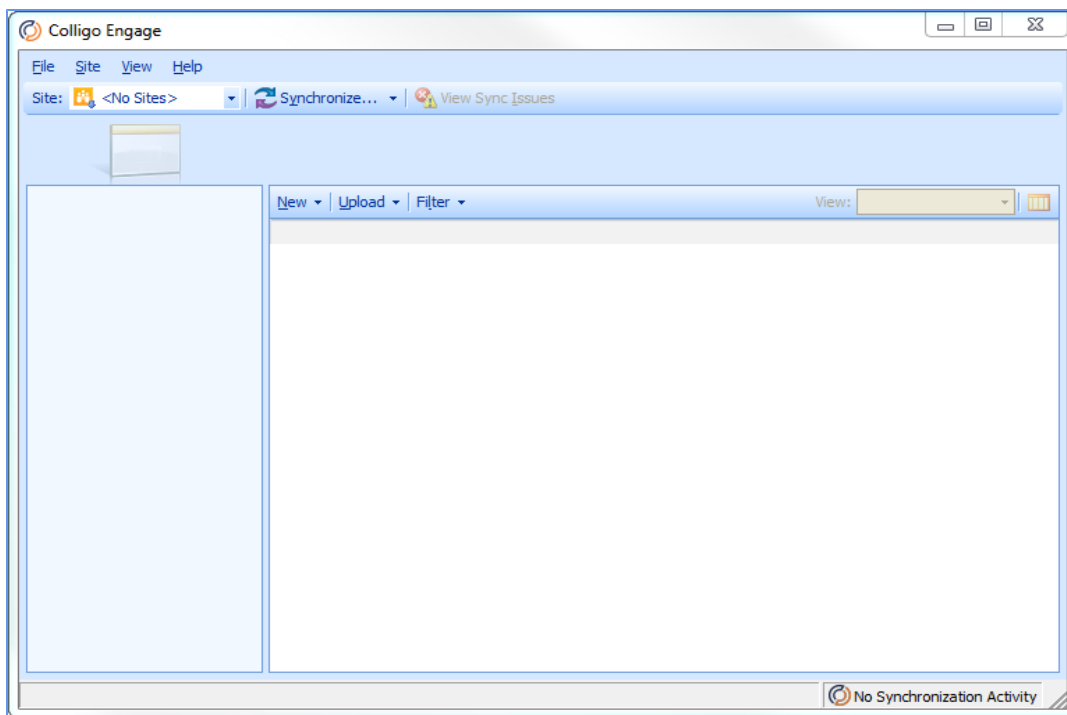 Colligo Engage
File Site View Help
Site: <No Sites> Synchronize... View Sync Issues
New Upload Filter View:
No Synchronization Activity